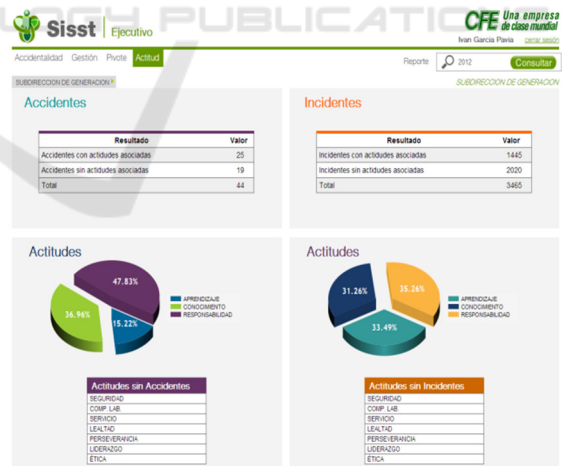 PUBLICATIO
Sisst Ejecutivo
CFE Una empresa
de clase mundial
Ivan Garcia Pavia cerrar sesión
Accidentalidad Gestión Pivote Actitud
Reporte 2012 Consultar
SUBDIRECCION DE GENERACION
SUBDIRECCION DE GENERACION
Accidentes
Resultado Valor
Accidentes con actidudes asociadas 25
Accidentes sin actidudes asociadas 19
Total 44
Incidentes
Resultado Valor
Incidentes con actidudes asociadas 1445
Incidentes sin actidudes asociadas 2020
Total 3465
Actitudes
47.83%
36.96%
15.22%
APRENDIZAJE
CONOCIMIENTO
RESPONSABILIDAD
Actitudes
31.26%
35.26%
33.49%
APRENDIZAJE
CONOCIMIENTO
RESPONSABILIDAD
Actitudes sin Accidentes
SEGURIDAD
COMP. LAB.
SERVICIO
LEALTAD
PERSEVERANCIA
LIDERAZGO
ÉTICA
Actitudes sin Incidentes
SEGURIDAD
COMP. LAB.
SERVICIO
LEALTAD
PERSEVERANCIA
LIDERAZGO
ÉTICA